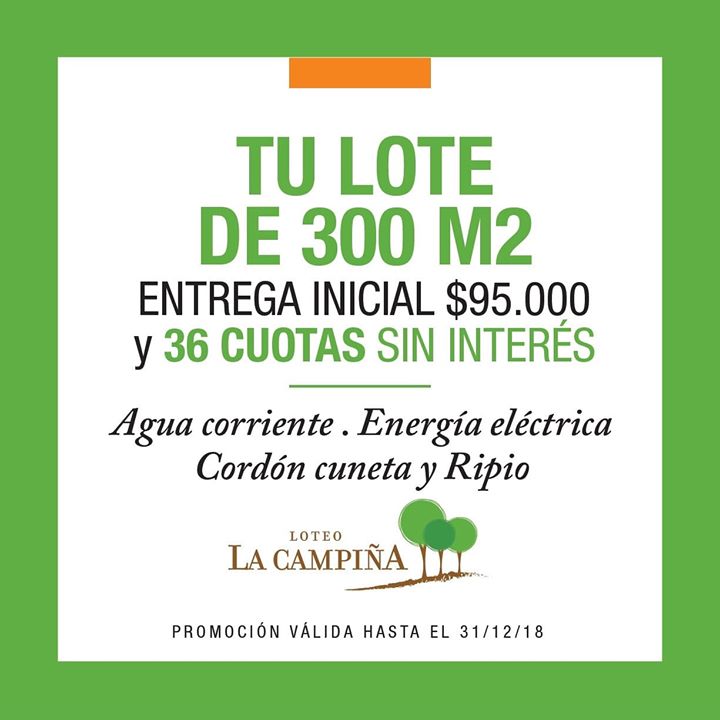 TU LOTE
DE 300 M2
ENTREGA INICIAL $95.000
y 36 CUOTAS SIN INTERÉS
Agua corriente . Energía eléctrica
Cordón cuneta y Ripio
LOTEO
LA CAMPIÑA
PROMOCIÓN VÁLIDA HASTA EL 31/12/18